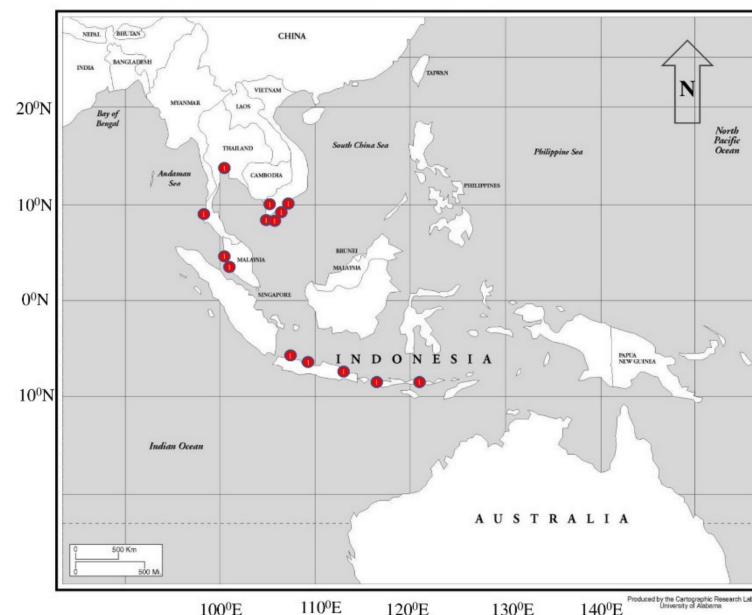 CHINA
NEPAL
BHUTAN
BANGLADESH
INDIA
TAIWAN
VIETNAM
MYANMAR
LAOS
N
20⁰N
Bay of
Bengal
North
Pacific
Ocean
THAILAND
South China Sea
Philippine Sea
Andaman
Sea
CAMBODIA
PHILIPPINES
10⁰N
BRUNEI
MALAYSIA
MALAYSIA
SINGAPORE
0⁰N
I N D O N E S I A
PAPUA
NEW GUINEA
10⁰N
Indian Ocean
A U S T R A L I A
0 500 Km
0 500 Mi.
100⁰E 110⁰E 120⁰E 130⁰E 140⁰E
Produced by the Cartographic Research Lab
University of Alabama